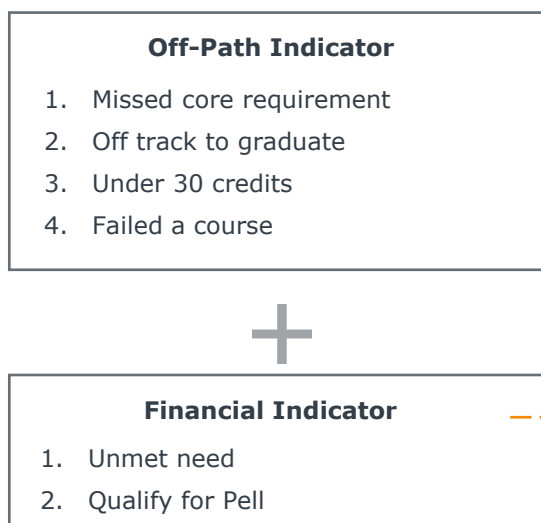 Off-Path Indicator
1. Missed core requirement
2. Off track to graduate
3. Under 30 credits
4. Failed a course
+
Financial Indicator
1. Unmet need
2. Qualify for Pell